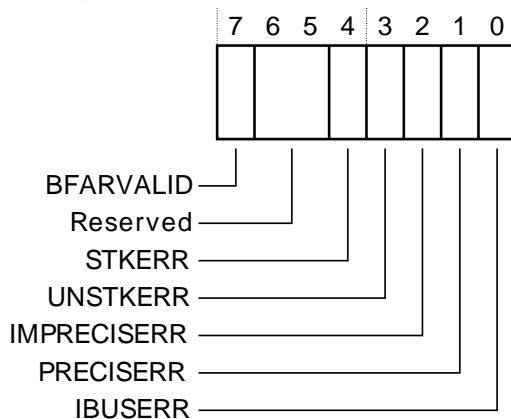 7 6 5 4 3 2 1 0
BFARVALID
Reserved
STKERR
UNSTKERR
IMPRECISERR
PRECISERR
IBUSERR